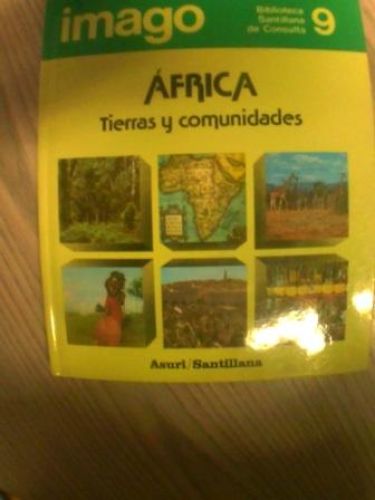 imago
Biblioteca
Santillana
de Consulta
9
ÁFRICA
Tierras y comunidades
Asuri/Santillana